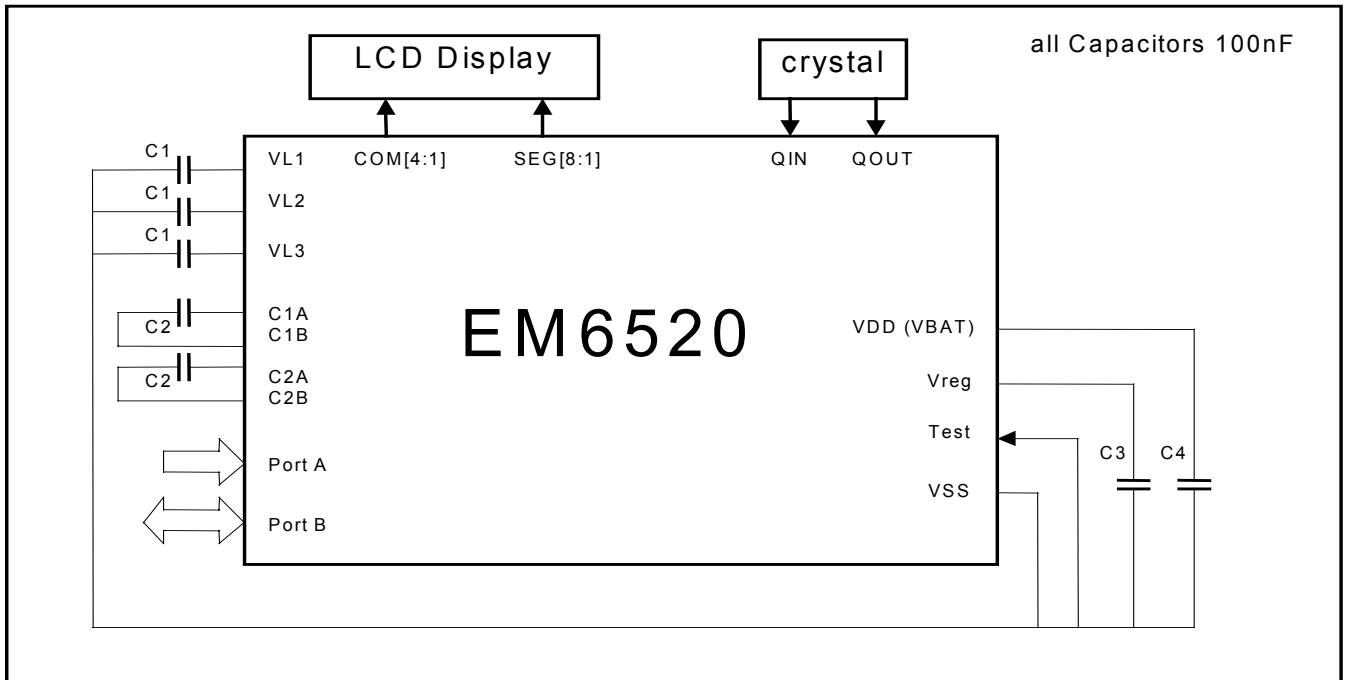 LCD Display
crystal
all Capacitors 100nF
C1
VL1
COM[4:1]
SEG[8:1]
QIN
QOUT
C1
VL2
C1
VL3
C1A
C2
C1B
EM6520
VDD (VBAT)
C2A
C2
C2B
Vreg
Test
C3
C4
Port A
VSS
Port B